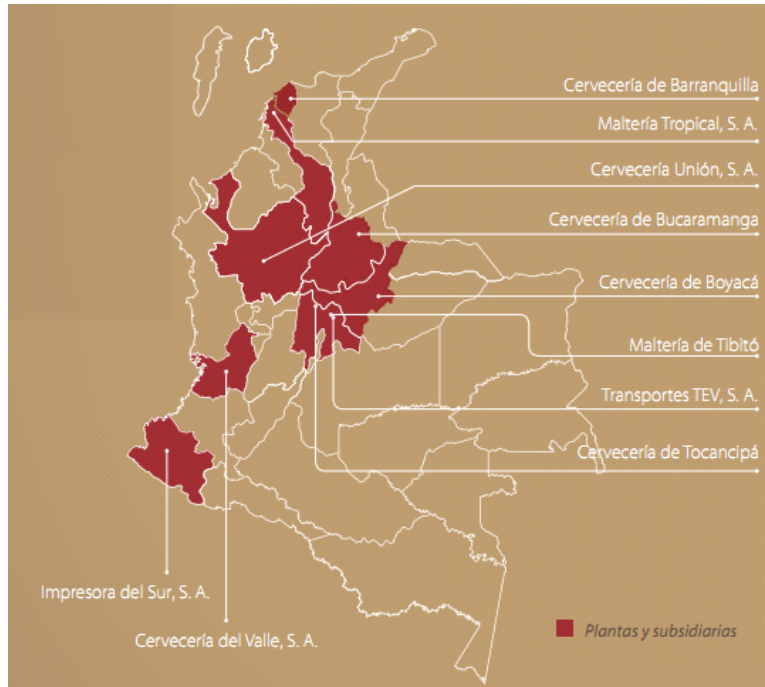 Cervecería de Barranquilla
Maltería Tropical, S. A.
Cervecería Unión, S. A.
Cervecería de Bucaramanga
Cervecería de Boyacá
Maltería de Tibitó
Transportes TEV, S. A.
Cervecería de Tocancipá
Impresora del Sur, S. A.
Cervecería del Valle, S. A.
Plantas y subsidiarias